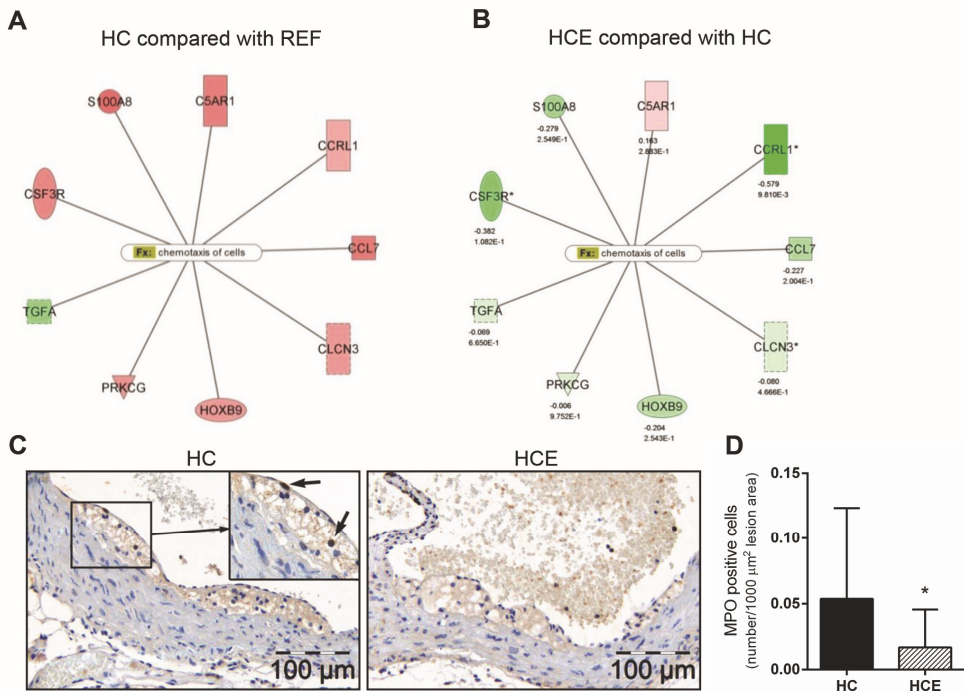 A
HC compared with REF
S100A8
C5AR1
CCRL1
CSF3R
CCL7
Fx: chemotaxis of cells
TGFA
CLCN3
PRKCG
HOXB9
B
HCE compared with HC
S100A8
-0.279
2.549E-1
C5AR1
0.163
2.883E-1
CCRL1*
-0.579
9.810E-3
CSF3R*
-0.382
1.082E-1
CCL7
-0.227
2.004E-1
Fx: chemotaxis of cells
TGFA
-0.069
6.650E-1
CLCN3*
-0.080
4.666E-1
PRKCG
-0.006
9.752E-1
HOXB9
-0.204
2.543E-1
C
HC
100 µm
HCE
100 µm
D
MPO positive cells
(number/1000 µm² lesion area)
0.15
0.10
0.05
0.00
*
HC
HCE